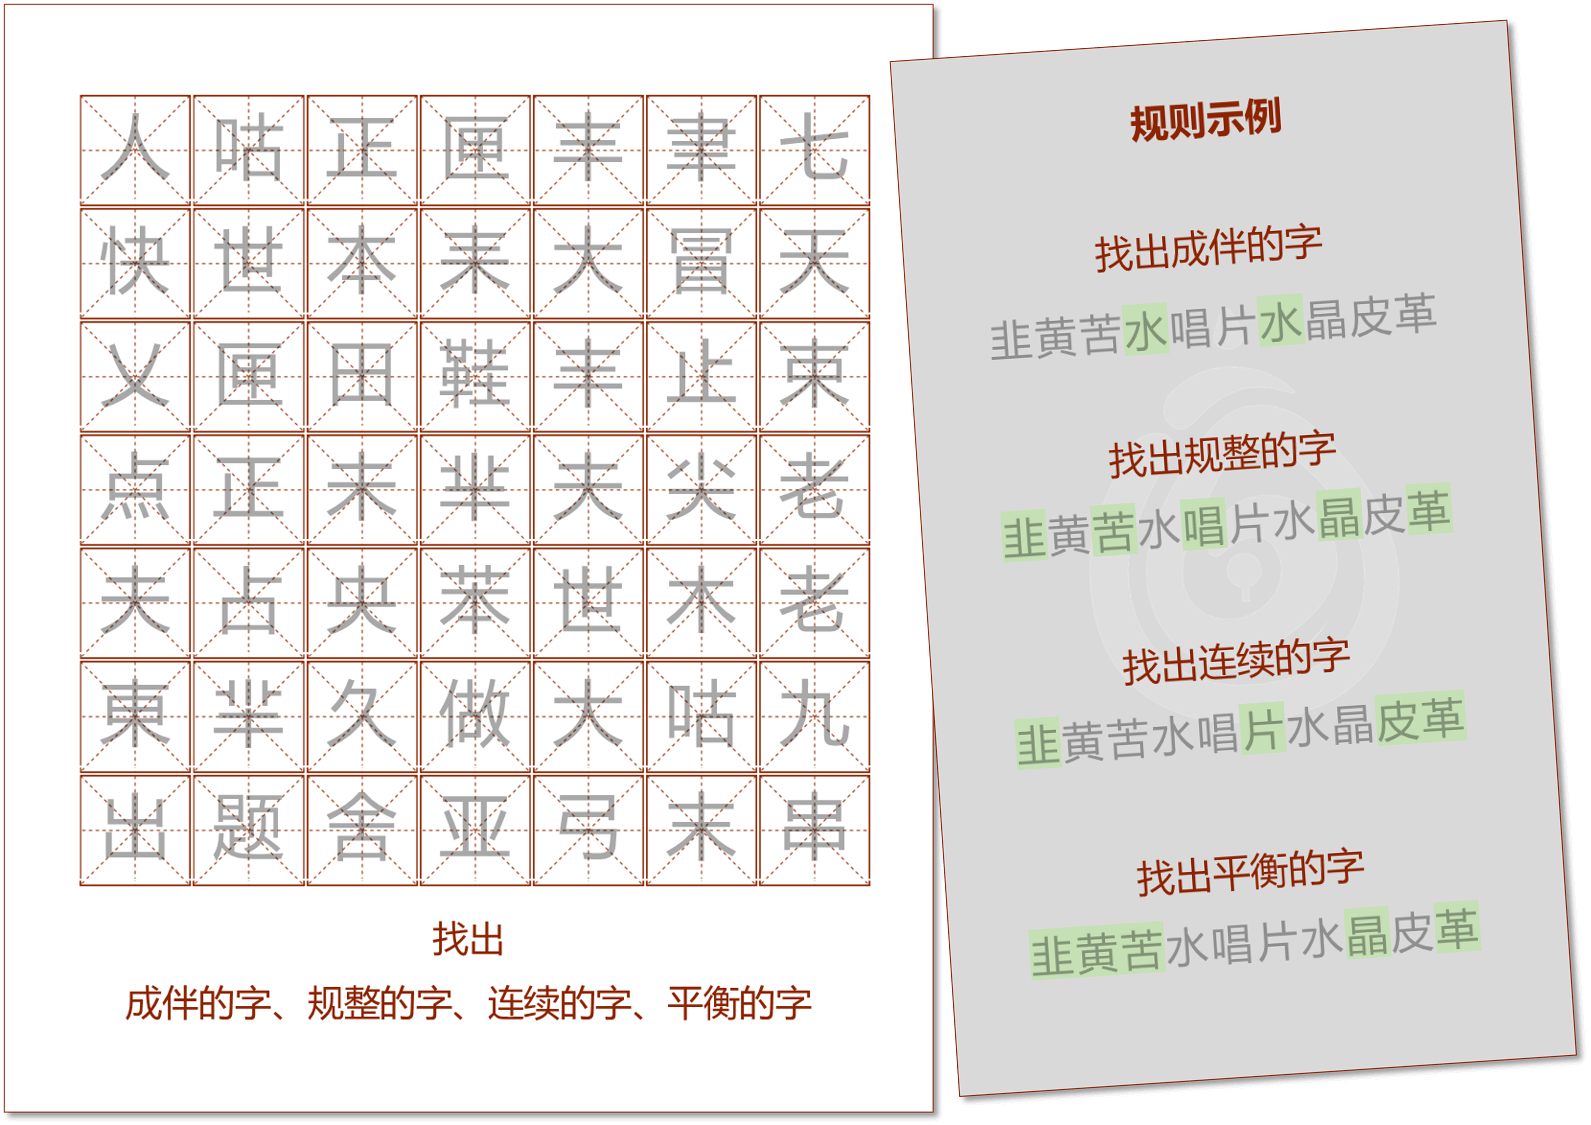 人咕正匣丰聿七
快世本耒大冒天
乂匣田鞋丰止束
点正未芈夫尖老
夫占央苯世木老
東芈久做大咕九
出题舍亚弓末串
找出
成伴的字、规整的字、连续的字、平衡的字
规则示例
找出成伴的字
韭黄苦水唱片水晶皮革
找出规整的字
韭黄苦水唱片水晶皮革
找出连续的字
韭黄苦水唱片水晶皮革
找出平衡的字
韭黄苦水唱片水晶皮革